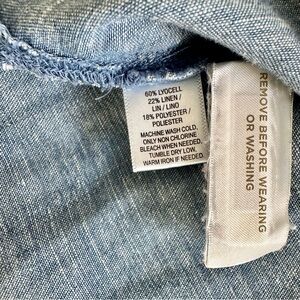 60% LYOCELL
22% LINEN /
LIN / LINO
18% POLYESTER /
POLIESTER
MACHINE WASH COLD.
ONLY NON CHLORINE
BLEACH WHEN NEEDED.
TUMBLE DRY LOW.
WARM IRON IF NEEDED.
REMOVE BEFORE WEARING
OR WASHING